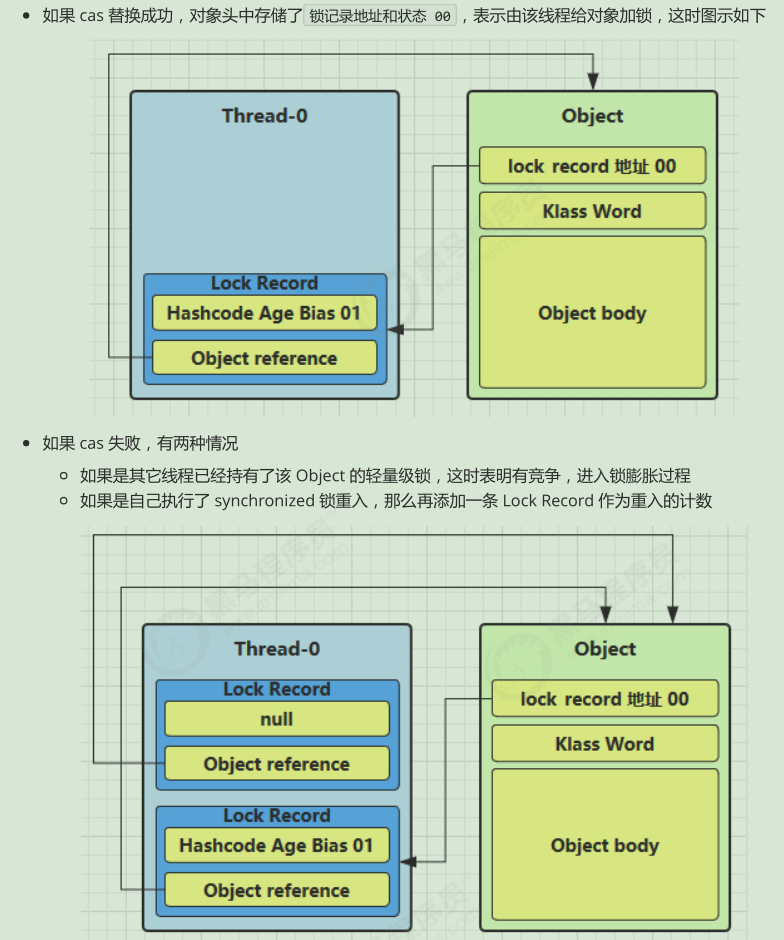 如果 cas 替换成功，对象头中存储了 锁记录地址和状态 00 ，表示由该线程给对象加锁，这时图示如下
Thread-0
Object
lock record 地址 00
Klass Word
Lock Record
Hashcode Age Bias 01
Object body
Object reference
如果 cas 失败，有两种情况
如果是其它线程已经持有了该 Object 的轻量级锁，这时表明有竞争，进入锁膨胀过程
如果是自己执行了 synchronized 锁重入，那么再添加一条 Lock Record 作为重入的计数
Thread-0
Object
Lock Record
lock record 地址 00
null
Klass Word
Object reference
Lock Record
Hashcode Age Bias 01
Object body
Object reference
黑马程序员